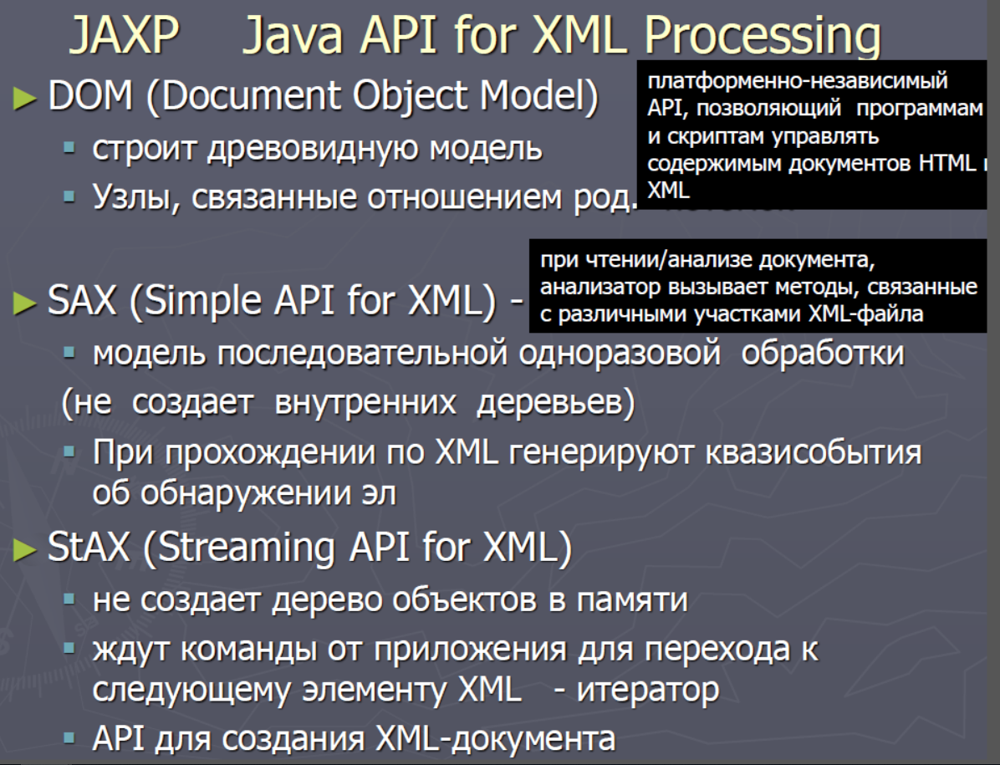 JAXP Java API for XML Processing
► DOM (Document Object Model)
платформенно-независимый
API, позволяющий программам
и скриптам управлять
содержимым документов HTML
XML
▪ строит древовидную модель
▪ Узлы, связанные отношением род.
► SAX (Simple API for XML) -
при чтении/анализе документа,
анализатор вызывает методы, связанные
с различными участками XML-файла
▪ модель последовательной одноразовой обработки
(не создает внутренних деревьев)
▪ При прохождении по XML генерируют квазисобытия
об обнаружении эл
► StAX (Streaming API for XML)
▪ не создает дерево объектов в памяти
▪ ждут команды от приложения для перехода к
следующему элементу XML - итератор
▪ API для создания XML-документа